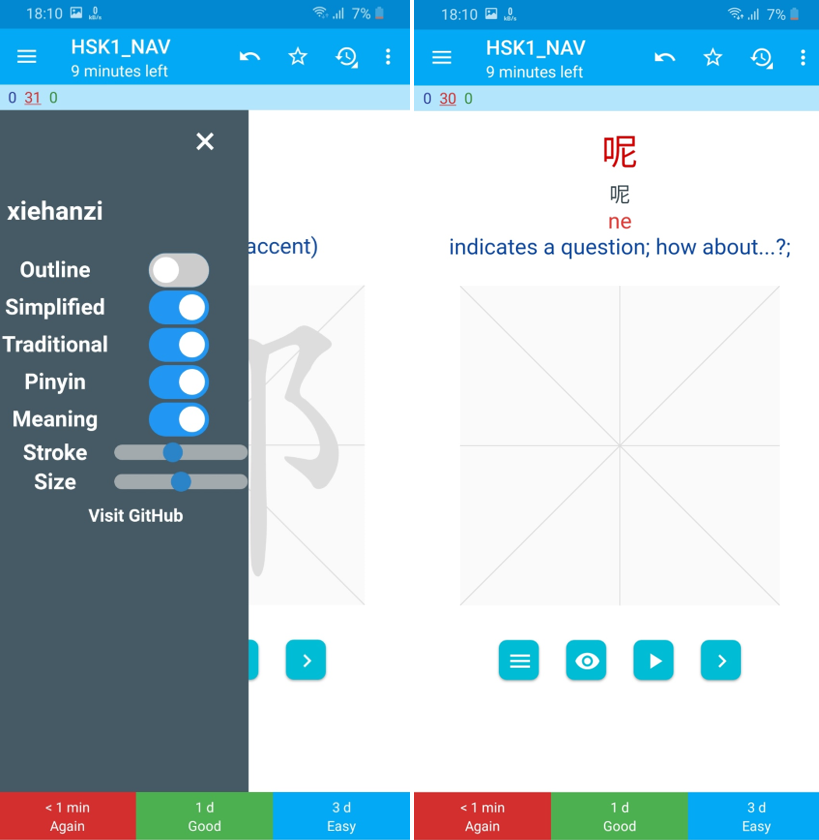 18:10 0 kB/s 7%
HSK1_NAV
9 minutes left
0 31 0
xiehanzi
Outline
Simplified
Traditional
Pinyin
Meaning
Stroke
Size
Visit GitHub
accent)
< 1 min
Again
1 d
Good
3 d
Easy
18:10 0 kB/s 7%
HSK1_NAV
9 minutes left
0 30 0
呢
呢
ne
indicates a question; how about...?;
< 1 min
Again
1 d
Good
3 d
Easy